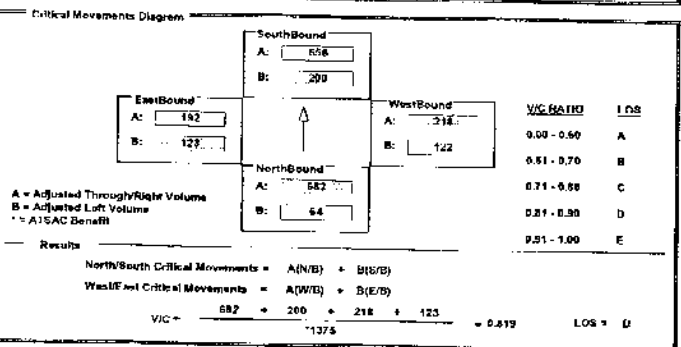 Critical Movements Diagram
SouthBound
A:
B: 200
EastBound
A: 192
B: 123
WestBound
A: 218
B: 122
NorthBound
A: 682
B: 64
V/C RATIO LOS
0.00 - 0.60 A
0.61 - 0.70 B
0.71 - 0.80 C
0.81 - 0.90 D
0.91 - 1.00 E
A = Adjusted Through/Right Volume
B = Adjusted Left Volume
* = ATSAC Benefit
Results
North/South Critical Movements = A(N/B) + B(S/B)
West/East Critical Movements = A(W/B) + B(E/B)
V/C = 682 + 200 + 218 + 123
*1375
= 0.819 LOS = D